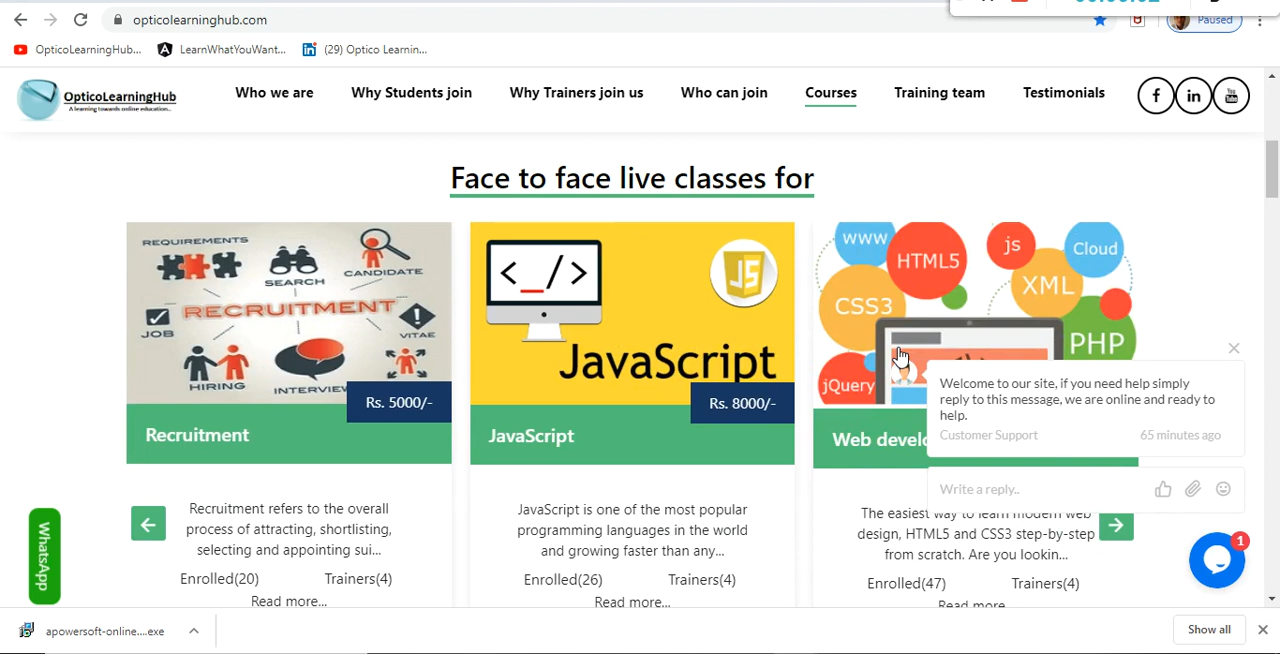 opticolearninghub.com
Paused
OpticoLearningHub...
LearnWhatYouWant...
(29) Optico Learnin...
OpticoLearningHub
A learning towards online education...
Who we are
Why Students join
Why Trainers join us
Who can join
Courses
Training team
Testimonials
Face to face live classes for
REQUIREMENTS
SEARCH
CANDIDATE
RECRUITMENT
JOB
VITAE
HIRING
INTERVIEW
Rs. 5000/-
Recruitment
Recruitment refers to the overall
process of attracting, shortlisting,
selecting and appointing sui...
Enrolled(20)
Trainers(4)
Read more...
JS
JavaScript
Rs. 8000/-
JavaScript
JavaScript is one of the most popular
programming languages in the world
and growing faster than any...
Enrolled(26)
Trainers(4)
Read more...
www
HTML5
js
Cloud
CSS3
XML
PHP
jQuery
Web develo
The easiest way to learn modern web
design, HTML5 and CSS3 step-by-step
from scratch. Are you lookin...
Enrolled(47)
Trainers(4)
Read more
Welcome to our site, if you need help simply
reply to this message, we are online and ready to
help.
Customer Support
65 minutes ago
Write a reply..
1
WhatsApp
apowersoft-online....exe
Show all